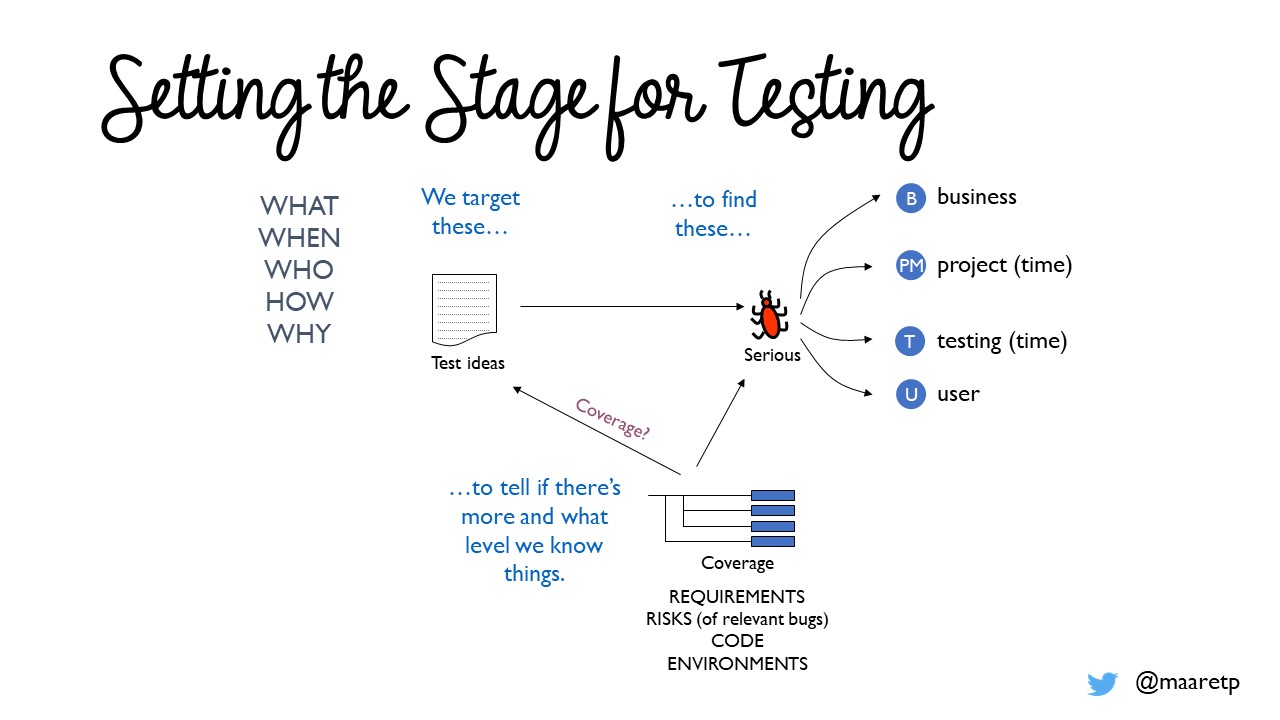 Setting the Stage for Testing
WHAT
WHEN
WHO
HOW
WHY
We target
these…
…to find
these…
B business
PM project (time)
T testing (time)
U user
Test ideas
Serious
Coverage?
…to tell if there’s
more and what
level we know
things.
Coverage
REQUIREMENTS
RISKS (of relevant bugs)
CODE
ENVIRONMENTS
@maaretp